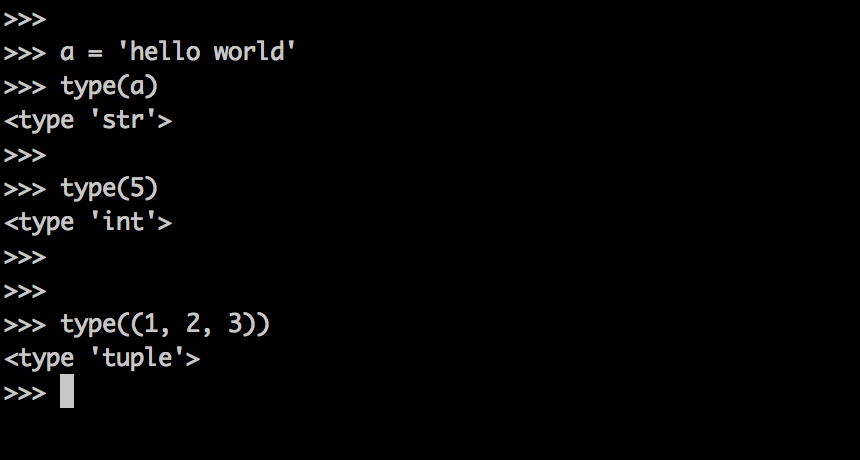 >>>
>>> a = 'hello world'
>>> type(a)
<type 'str'>
>>>
>>> type(5)
<type 'int'>
>>>
>>>
>>> type((1, 2, 3))
<type 'tuple'>
>>>